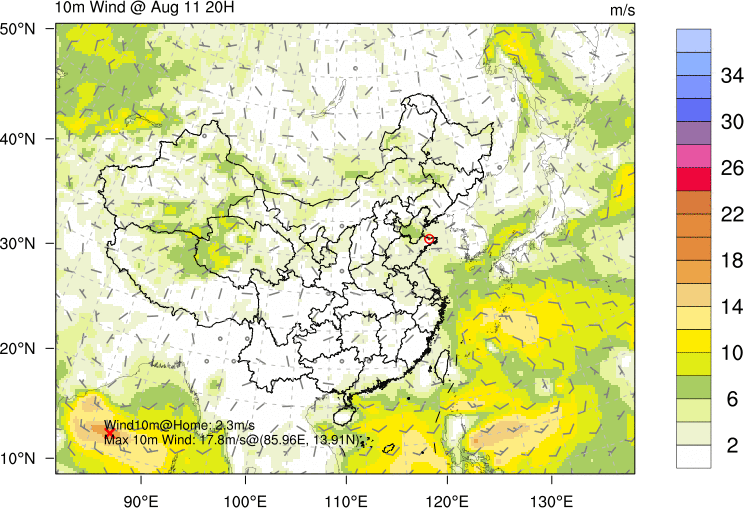 10m Wind @ Aug 11 20H
m/s
50°N
40°N
30°N
20°N
10°N
Wind10m@Home: 2.3m/s
Max 10m Wind: 17.8m/s@(85.96E, 13.91N)
90°E
100°E
110°E
120°E
130°E
34
30
26
22
18
14
10
6
2